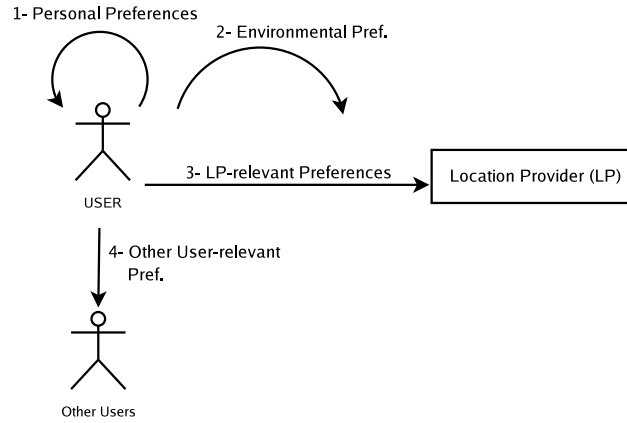 1- Personal Preferences
2- Environmental Pref.
3- LP-relevant Preferences
Location Provider (LP)
USER
4- Other User-relevant
Pref.
Other Users